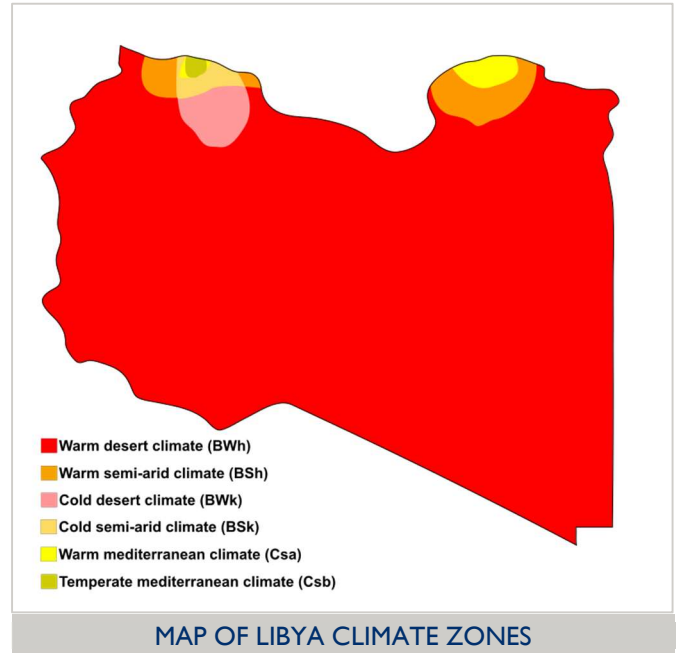 Warm desert climate (BWh)
Warm semi-arid climate (BSh)
Cold desert climate (BWk)
Cold semi-arid climate (BSk)
Warm mediterranean climate (Csa)
Temperate mediterranean climate (Csb)
MAP OF LIBYA CLIMATE ZONES